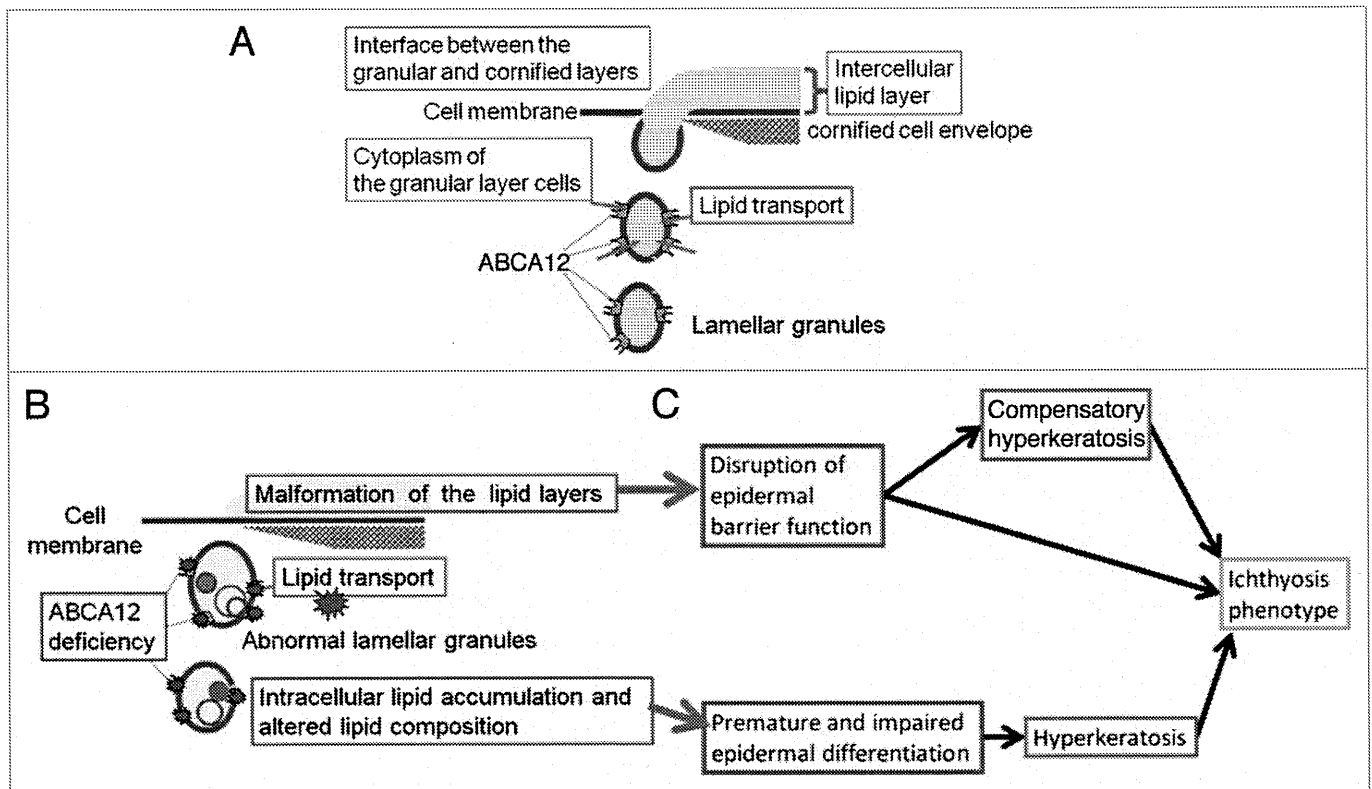 A
Interface between the
granular and cornified layers
Intercellular
lipid layer
Cell membrane
cornified cell envelope
Cytoplasm of
the granular layer cells
Lipid transport
ABCA12
Lamellar granules
B
C
Compensatory
hyperkeratosis
Malformation of the lipid layers
Disruption of
epidermal
barrier function
Cell
membrane
Lipid transport
Ichthyosis
phenotype
ABCA12
deficiency
Abnormal lamellar granules
Intracellular lipid accumulation and
altered lipid composition
Premature and impaired
epidermal differentiation
Hyperkeratosis